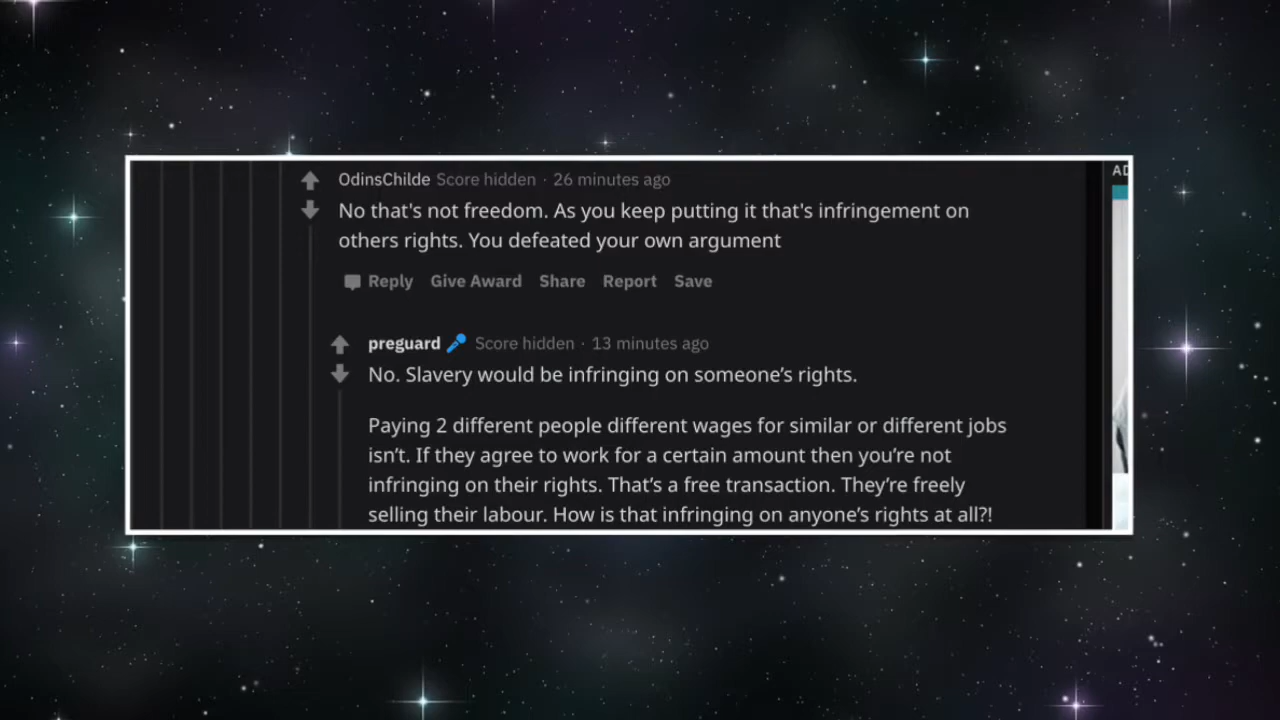 OdinsChilde Score hidden · 26 minutes ago
No that's not freedom. As you keep putting it that's infringement on
others rights. You defeated your own argument
Reply Give Award Share Report Save
preguard Score hidden · 13 minutes ago
No. Slavery would be infringing on someone’s rights.
Paying 2 different people different wages for similar or different jobs
isn’t. If they agree to work for a certain amount then you’re not
infringing on their rights. That’s a free transaction. They’re freely
selling their labour. How is that infringing on anyone’s rights at all?!